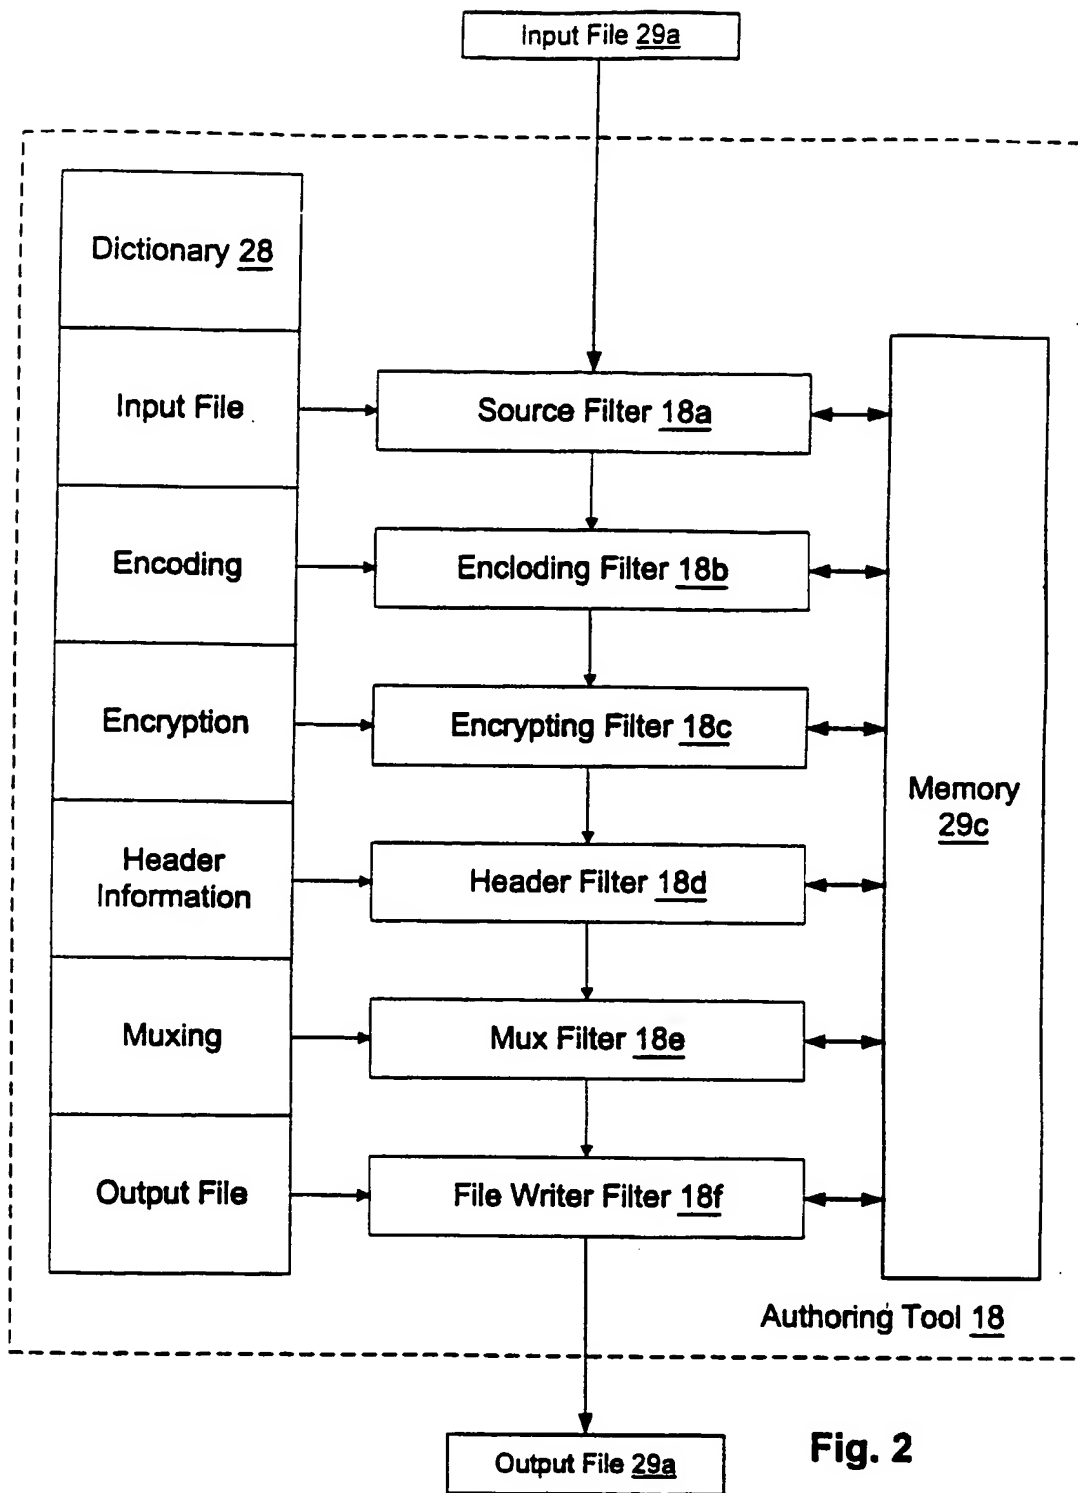 Input File 29a
Dictionary 28
Input File
Source Filter 18a
Encoding
Encloding Filter 18b
Encryption
Encrypting Filter 18c
Memory
29c
Header
Information
Header Filter 18d
Muxing
Mux Filter 18e
Output File
File Writer Filter 18f
Authoring Tool 18
Output File 29a
Fig. 2